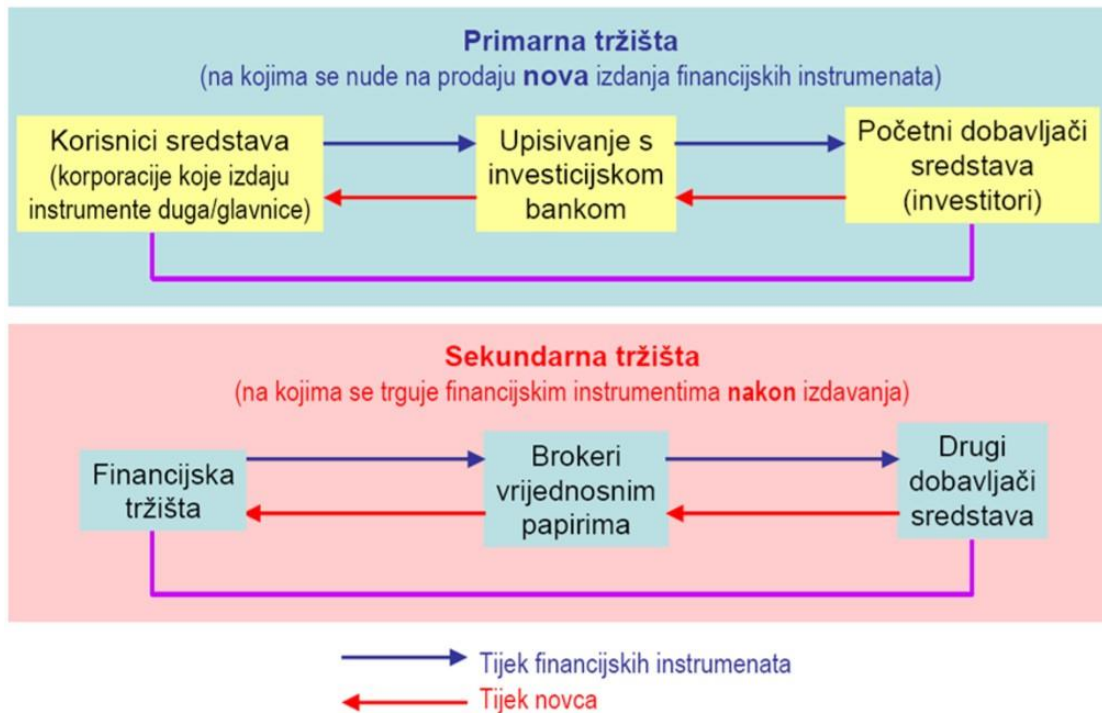 Primarna tržišta
(na kojima se nude na prodaju nova izdanja financijskih instrumenata)
Korisnici sredstava
(korporacije koje izdaju
instrumente duga/glavnice)
Upisivanje s
investicijskom
bankom
Početni dobavljači
sredstava
(investitori)
Sekundarna tržišta
(na kojima se trguje financijskim instrumentima nakon izdavanja)
Financijska
tržišta
Brokeri
vrijednosnim
papirima
Drugi
dobavljači
sredstava
Tijek financijskih instrumenata
Tijek novca